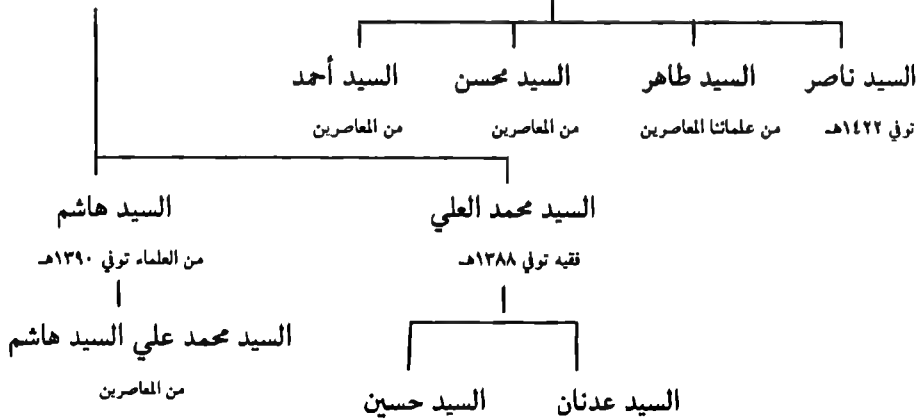 السيد ناصر السيد طاهر السيد محسن السيد أحمد
توفي ١٤٢٢هـ من علمائنا المعاصرين من المعاصرين من المعاصرين
السيد محمد العلي السيد هاشم
فقيه توفي ١٣٨٨هـ من العلماء توفي ١٣٩٠هـ
السيد محمد علي السيد هاشم
من المعاصرين
السيد عدنان السيد حسين